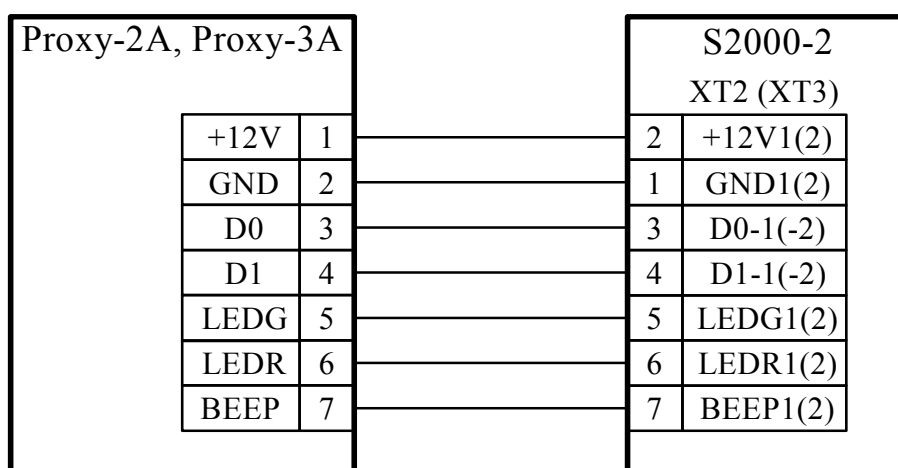 Proxy-2A, Proxy-3A S2000-2
XT2 (XT3)
+12V 1 2 +12V1(2)
GND 2 1 GND1(2)
D0 3 3 D0-1(-2)
D1 4 4 D1-1(-2)
LEDG 5 5 LEDG1(2)
LEDR 6 6 LEDR1(2)
BEEP 7 7 BEEP1(2)